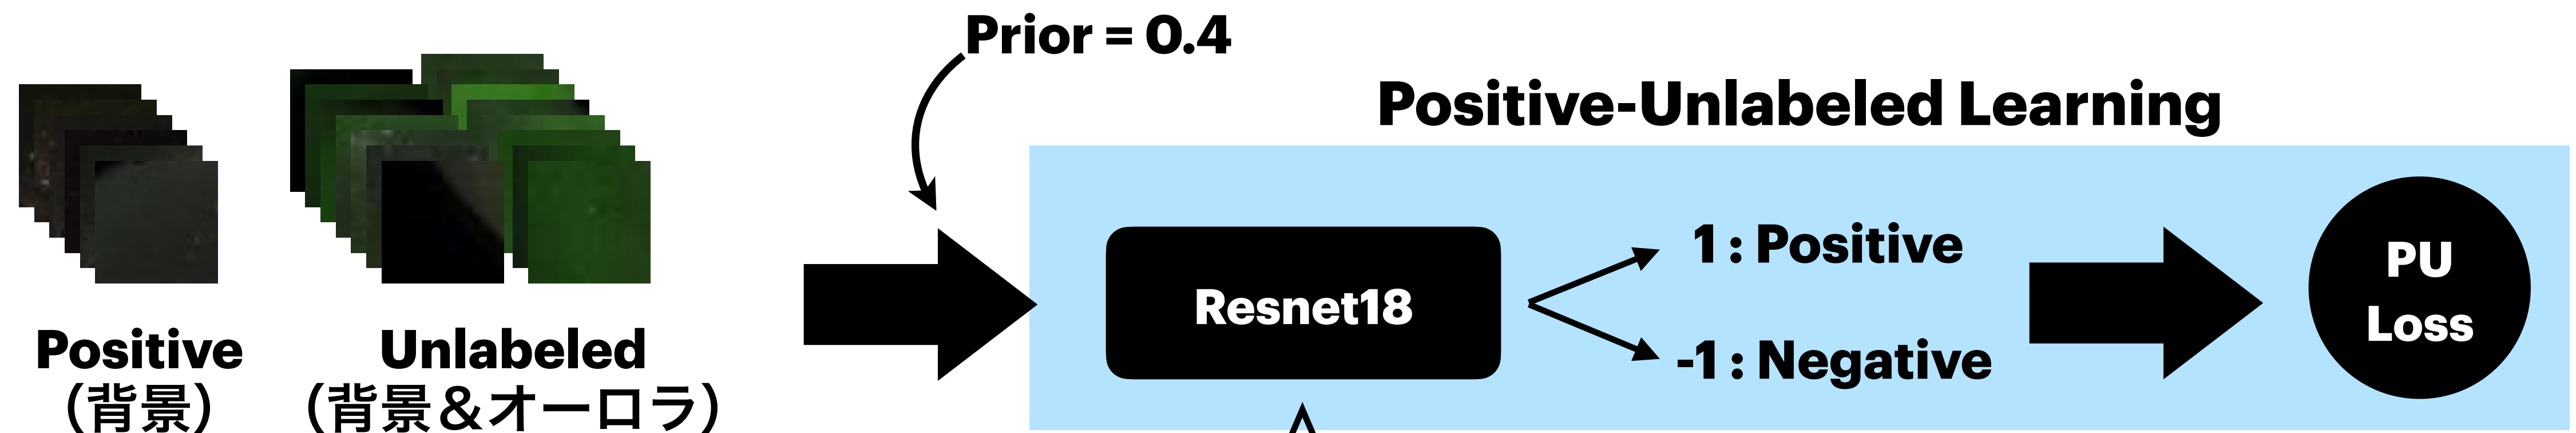 Prior = 0.4
Positive-Unlabeled Learning
Positive
(背景)
Unlabeled
(背景＆オーロラ)
Resnet18
1 : Positive
-1 : Negative
PU
Loss